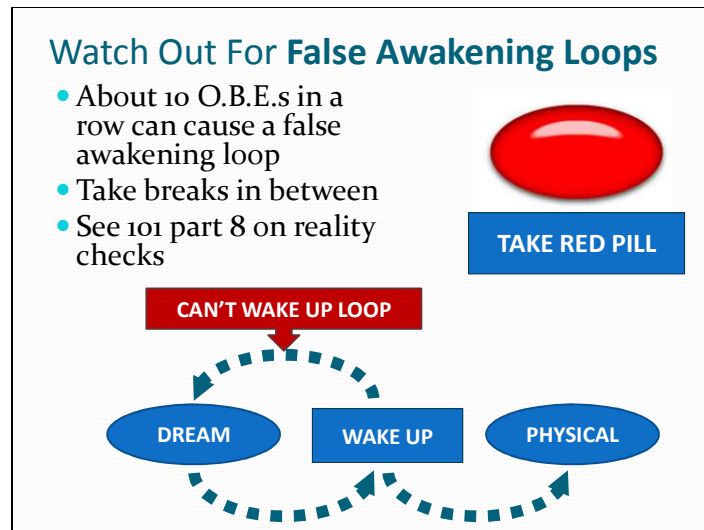 Watch Out For False Awakening Loops
• About 10 O.B.E.s in a
row can cause a false
awakening loop
• Take breaks in between
• See 101 part 8 on reality
checks
TAKE RED PILL
CAN'T WAKE UP LOOP
DREAM
WAKE UP
PHYSICAL